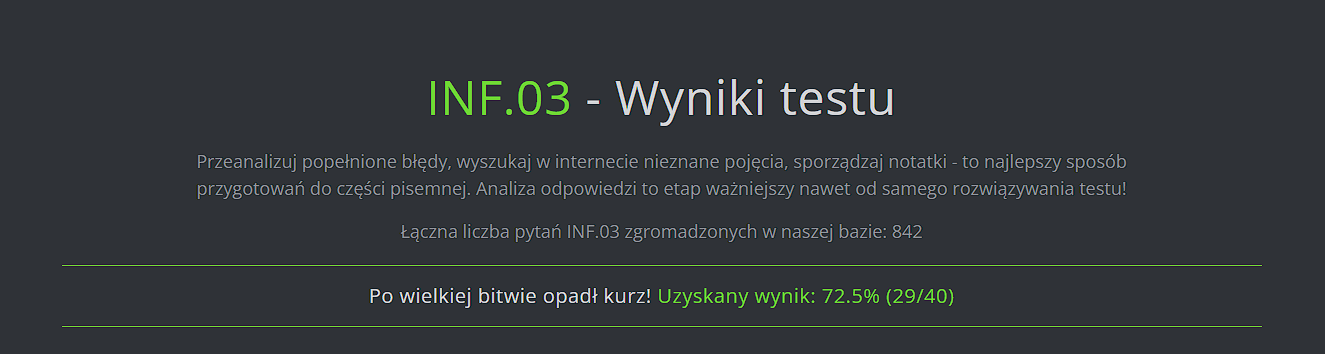 INF.03 - Wyniki testu
Przeanalizuj popełnione błędy, wyszukaj w internecie nieznane pojęcia, sporządzaj notatki - to najlepszy sposób
przygotowań do części pisemnej. Analiza odpowiedzi to etap ważniejszy nawet od samego rozwiązywania testu!
Łączna liczba pytań INF.03 zgromadzonych w naszej bazie: 842
Po wielkiej bitwie opadł kurz! Uzyskany wynik: 72.5% (29/40)